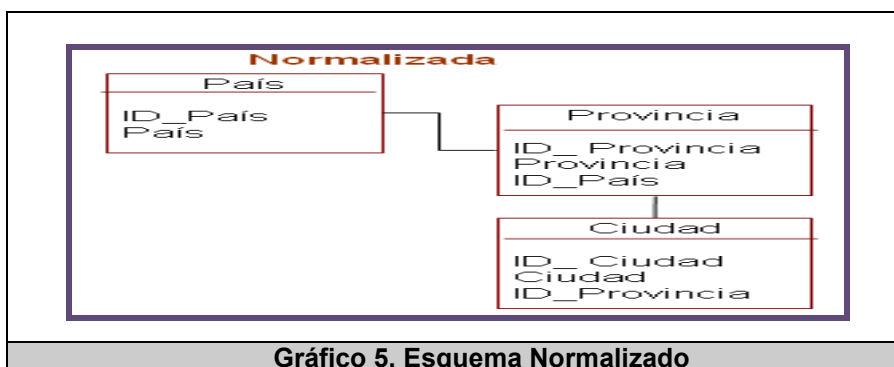 Normalizada
País
ID_País
País
Provincia
ID_ Provincia
Provincia
ID_País
Ciudad
ID_ Ciudad
Ciudad
ID_Provincia
Gráfico 5. Esquema Normalizado